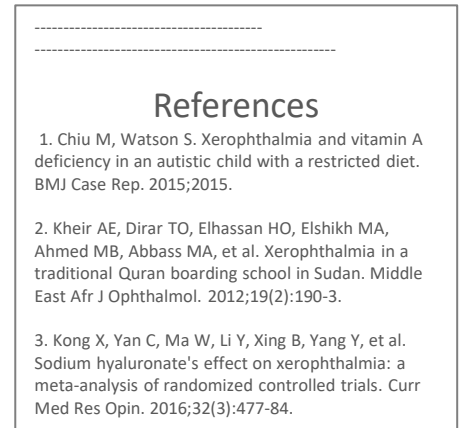 ----------------------------------------
-----------------------------------------------------
References
1. Chiu M, Watson S. Xerophthalmia and vitamin A
deficiency in an autistic child with a restricted diet.
BMJ Case Rep. 2015;2015.
2. Kheir AE, Dirar TO, Elhassan HO, Elshikh MA,
Ahmed MB, Abbass MA, et al. Xerophthalmia in a
traditional Quran boarding school in Sudan. Middle
East Afr J Ophthalmol. 2012;19(2):190-3.
3. Kong X, Yan C, Ma W, Li Y, Xing B, Yang Y, et al.
Sodium hyaluronate's effect on xerophthalmia: a
meta-analysis of randomized controlled trials. Curr
Med Res Opin. 2016;32(3):477-84.